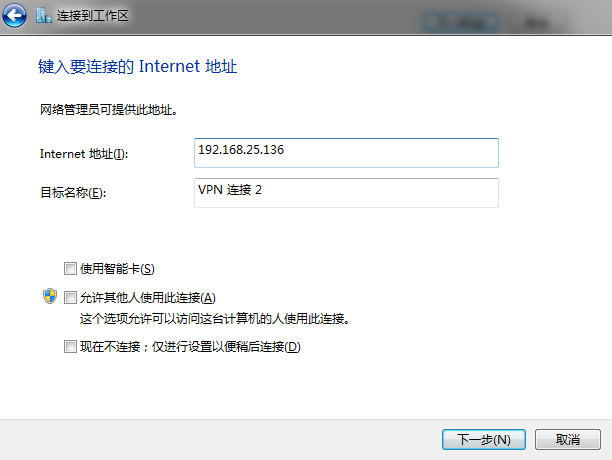 连接到工作区
键入要连接的 Internet 地址
网络管理员可提供此地址。
Internet 地址(I): 192.168.25.136
目标名称(E): VPN 连接 2
使用智能卡(S)
允许其他人使用此连接(A)
这个选项允许可以访问这台计算机的人使用此连接。
现在不连接；仅进行设置以便稍后连接(D)
下一步(N) 取消